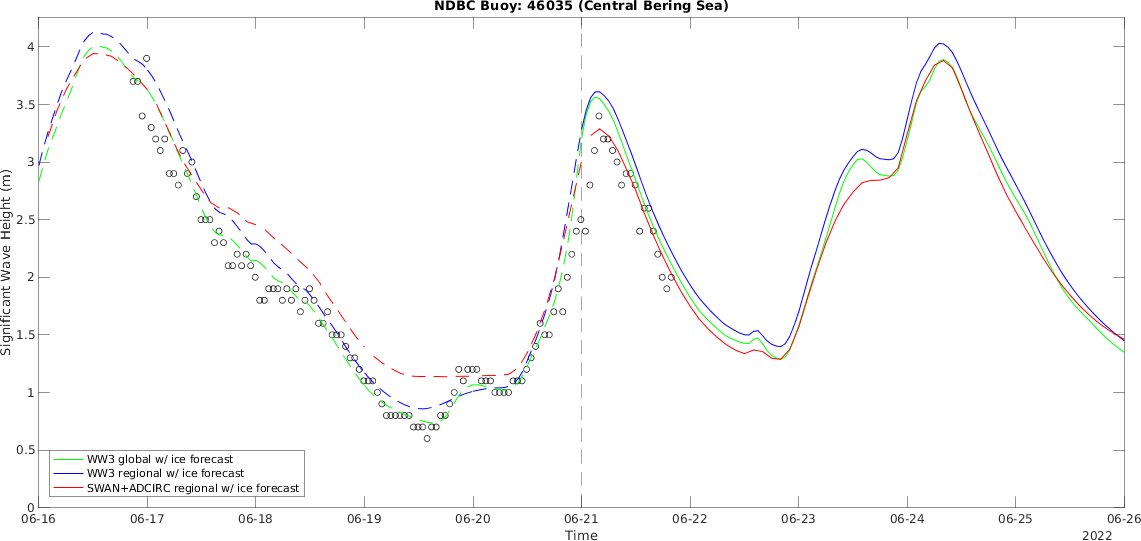 NDBC Buoy: 46035 (Central Bering Sea)
Significant Wave Height (m)
4
3.5
3
2.5
2
1.5
1
0.5
0
WW3 global w/ ice forecast
WW3 regional w/ ice forecast
SWAN+ADCIRC regional w/ ice forecast
06-16 06-17 06-18 06-19 06-20 06-21 06-22 06-23 06-24 06-25 06-26
Time
2022